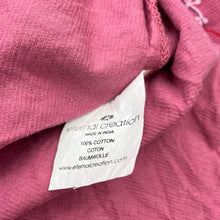 eternal creation
MADE IN INDIA
100% COTTON
COTON
BAUMWOLLE
www.eternalcreation.com